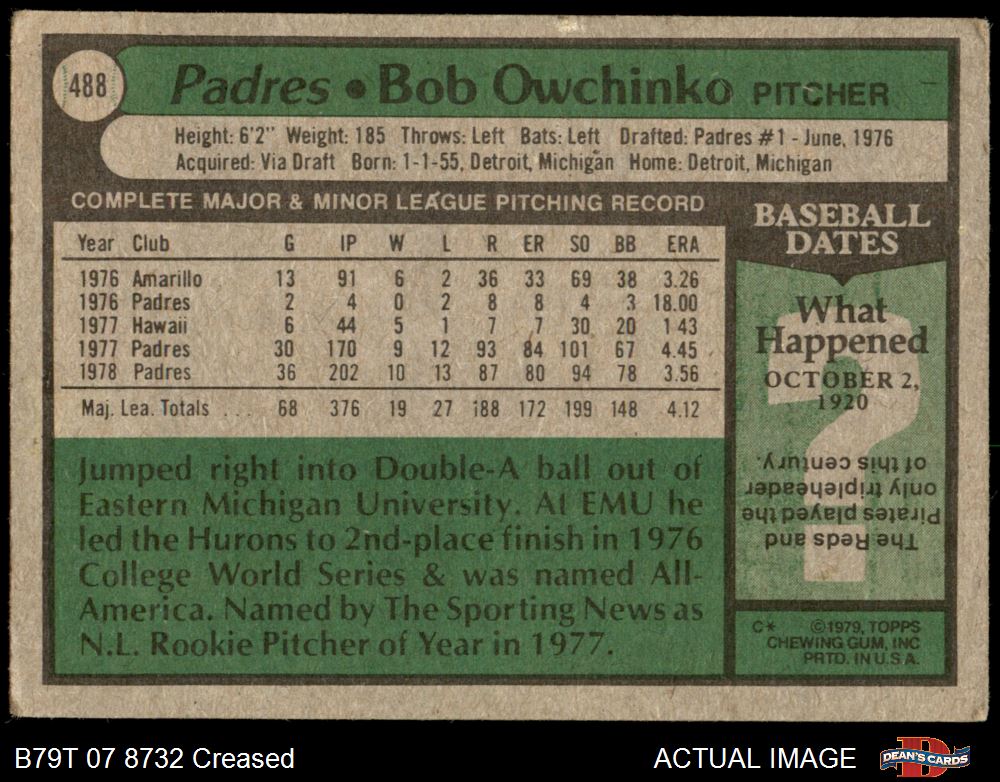 488
Padres • Bob Owchinko PITCHER
Height: 6'2" Weight: 185 Throws: Left Bats: Left Drafted: Padres #1 - June, 1976
Acquired: Via Draft Born: 1-1-55, Detroit, Michigan Home: Detroit, Michigan
COMPLETE MAJOR & MINOR LEAGUE PITCHING RECORD
Year Club G IP W L R ER SO BB ERA
1976 Amarillo 13 91 6 2 36 33 69 38 3.26
1976 Padres 2 4 0 2 8 8 4 3 18.00
1977 Hawaii 6 44 5 1 7 7 30 20 1 43
1977 Padres 30 170 9 12 93 84 101 67 4.45
1978 Padres 36 202 10 13 87 80 94 78 3.56
Maj. Lea. Totals . . . 68 376 19 27 188 172 199 148 4.12
Jumped right into Double-A ball out of
Eastern Michigan University. At EMU he
led the Hurons to 2nd-place finish in 1976
College World Series & was named All-
America. Named by The Sporting News as
N.L. Rookie Pitcher of Year in 1977.
BASEBALL
DATES
What
Happened
OCTOBER 2,
1920
?
The Reds and
Pirates played the
only tripleheader
of this century.
C* ©1979, TOPPS
CHEWING GUM, INC
PRTD. IN U.S.A.
B79T 07 8732 Creased
ACTUAL IMAGE
D
DEAN'S CARDS